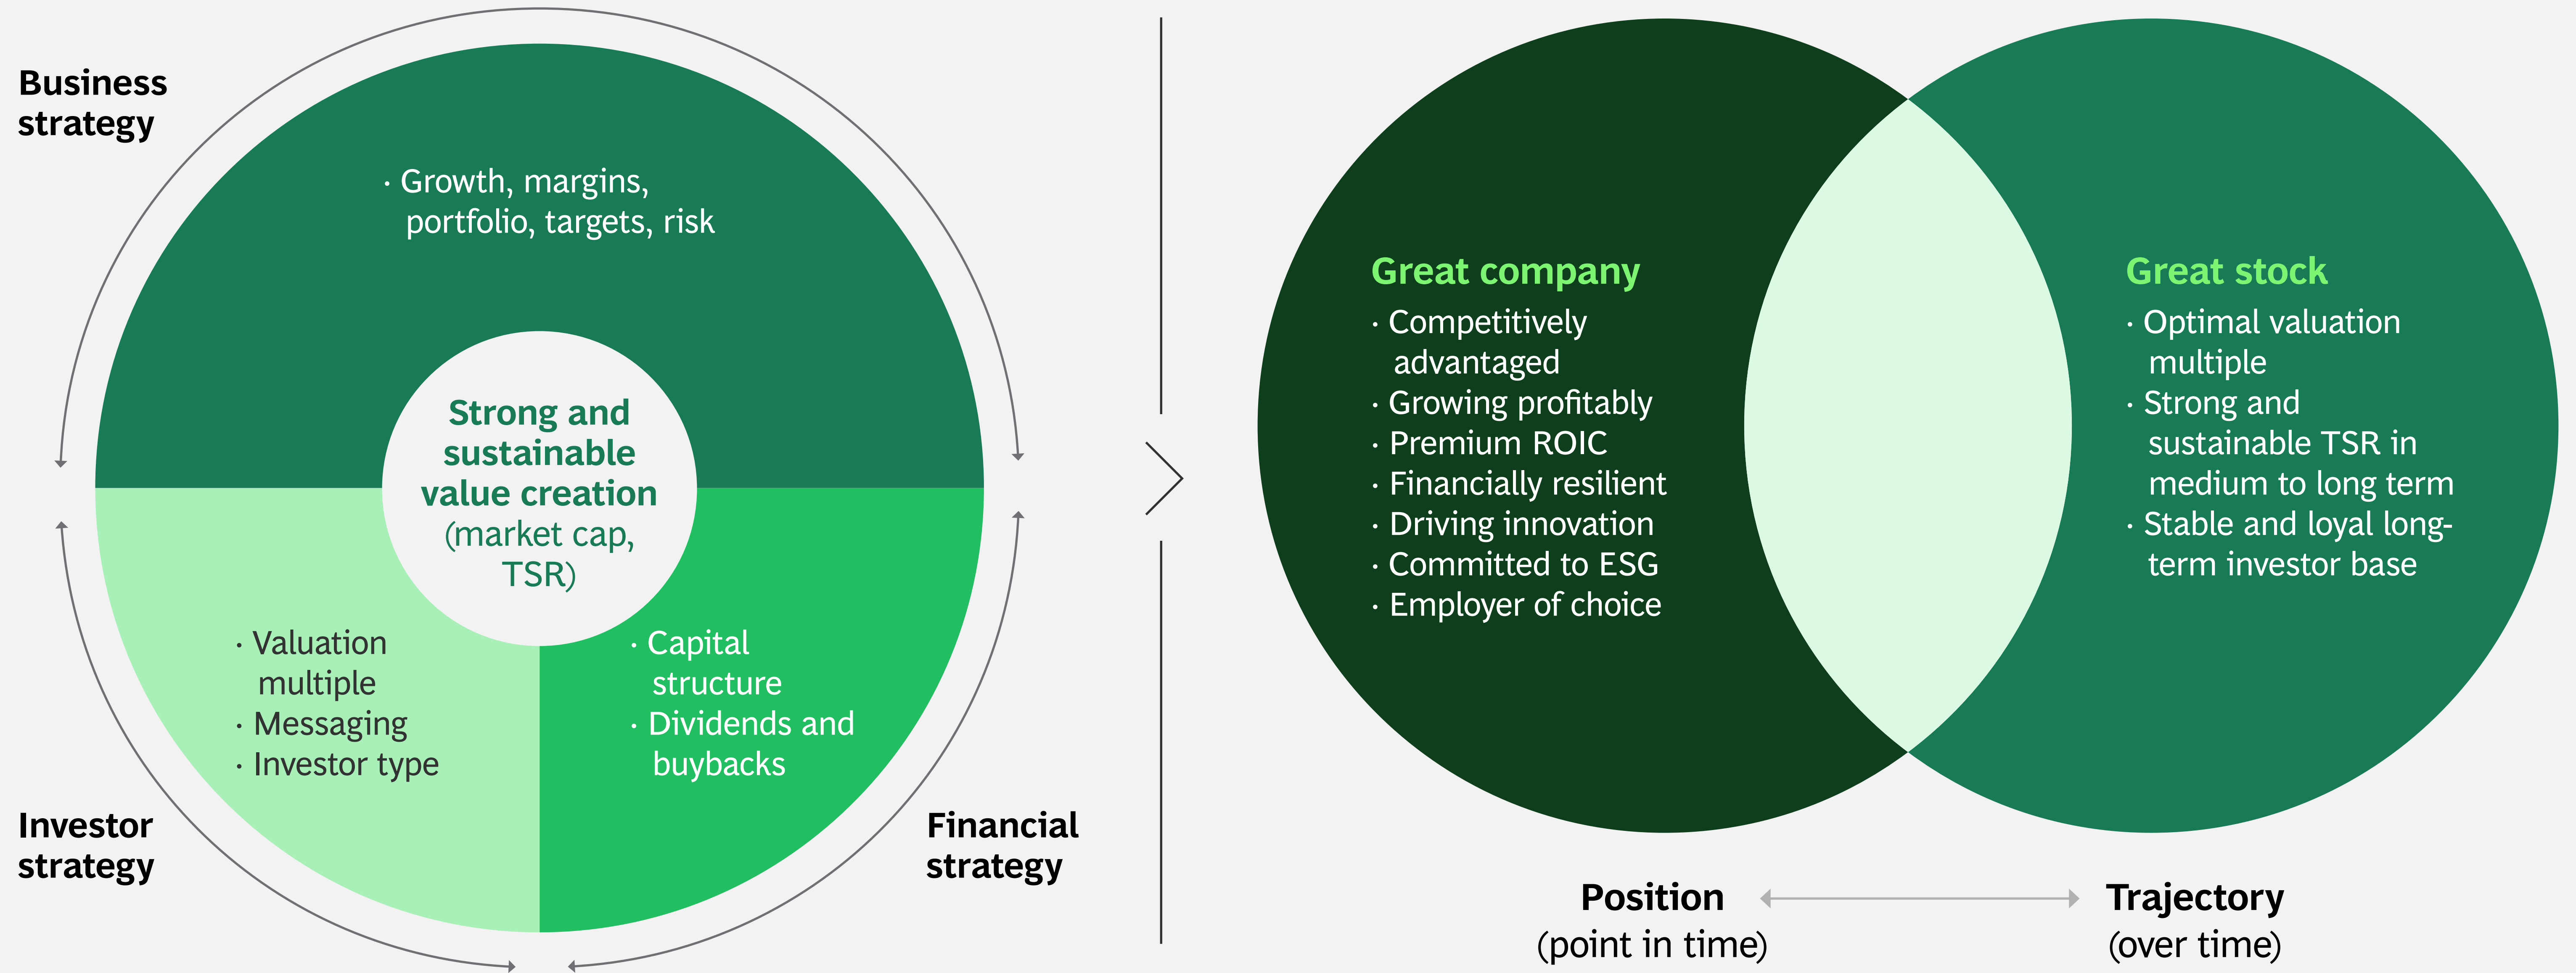 Business
strategy
· Growth, margins,
portfolio, targets, risk
Strong and
sustainable
value creation
(market cap,
TSR)
· Valuation
multiple
· Messaging
· Investor type
· Capital
structure
· Dividends and
buybacks
Investor
strategy
Financial
strategy
Great company
· Competitively
advantaged
· Growing profitably
· Premium ROIC
· Financially resilient
· Driving innovation
· Committed to ESG
· Employer of choice
Great stock
· Optimal valuation
multiple
· Strong and
sustainable TSR in
medium to long term
· Stable and loyal long-
term investor base
Position
(point in time)
Trajectory
(over time)